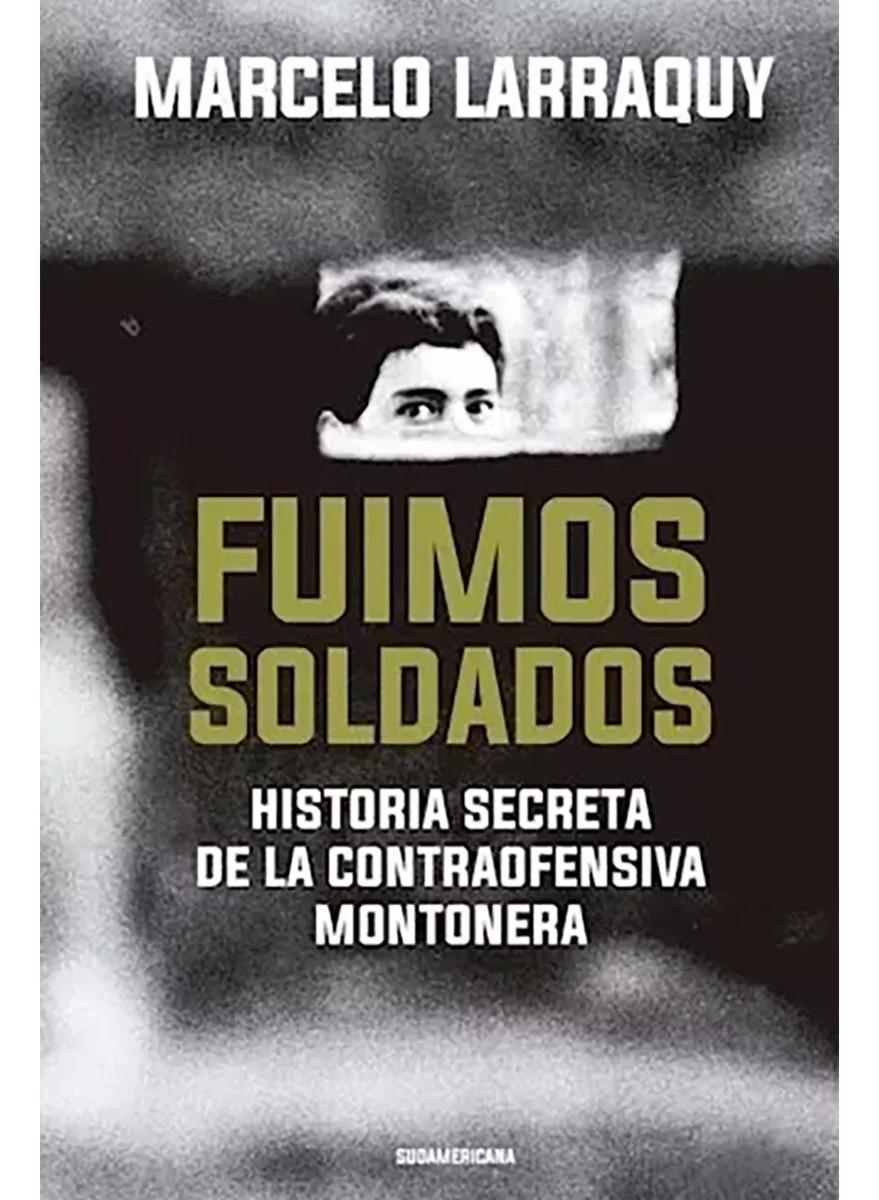 MARCELO LARRAQUY
FUIMOS
SOLDADOS
HISTORIA SECRETA
DE LA CONTRAOFENSIVA
MONTONERA
SUDAMERICANA